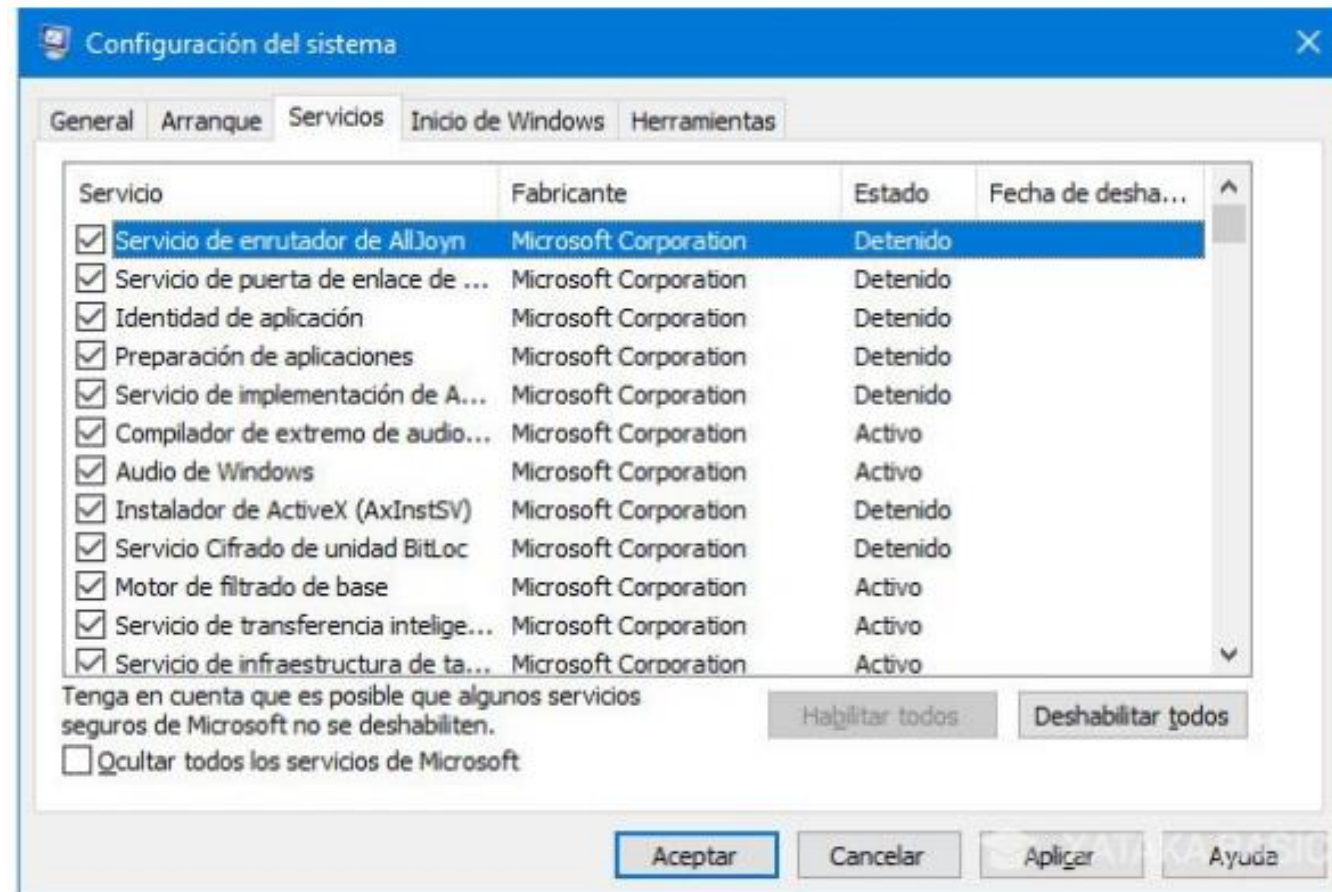 Configuración del sistema
General Arranque Servicios Inicio de Windows Herramientas
Servicio Fabricante Estado Fecha de desha...
Servicio de enrutador de AllJoyn Microsoft Corporation Detenido
Servicio de puerta de enlace de ... Microsoft Corporation Detenido
Identidad de aplicación Microsoft Corporation Detenido
Preparación de aplicaciones Microsoft Corporation Detenido
Servicio de implementación de A... Microsoft Corporation Detenido
Compilador de extremo de audio... Microsoft Corporation Activo
Audio de Windows Microsoft Corporation Activo
Instalador de ActiveX (AxInstSV) Microsoft Corporation Detenido
Servicio Cifrado de unidad BitLoc Microsoft Corporation Detenido
Motor de filtrado de base Microsoft Corporation Activo
Servicio de transferencia intelige... Microsoft Corporation Activo
Servicio de infraestructura de ta... Microsoft Corporation Activo
Tenga en cuenta que es posible que algunos servicios
seguros de Microsoft no se deshabiliten.
Habilitar todos Deshabilitar todos
Ocultar todos los servicios de Microsoft
Aceptar Cancelar Aplicar Ayuda
XATAKA BASIC